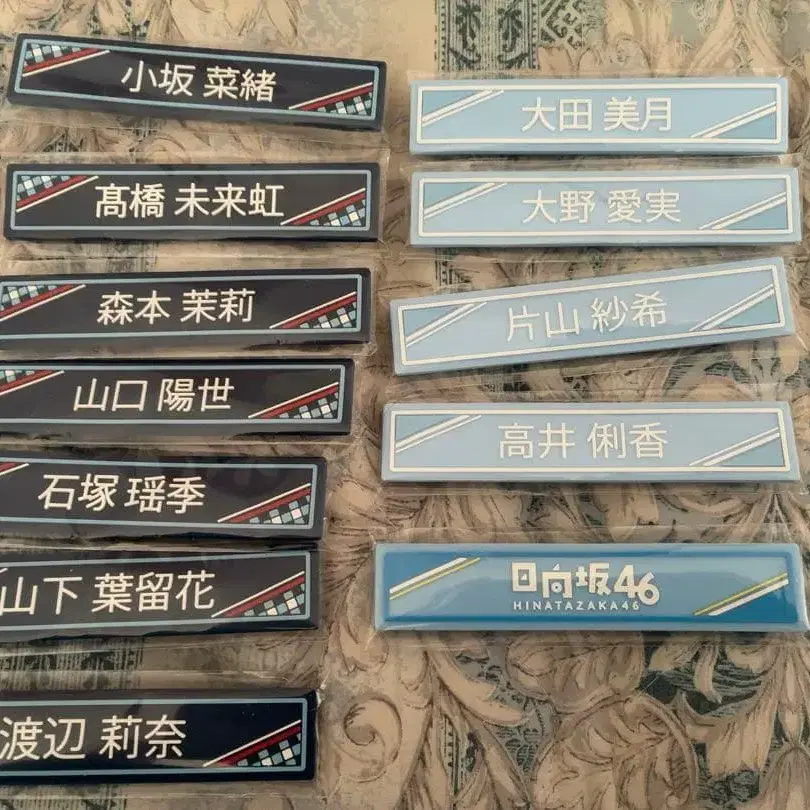 小坂 菜緒
髙橋 未来虹
森本 茉莉
山口 陽世
石塚 瑶季
山下 葉留花
渡辺 莉奈
大田 美月
大野 愛実
片山 紗希
高井 俐香
日向坂46
HINATAZAKA46